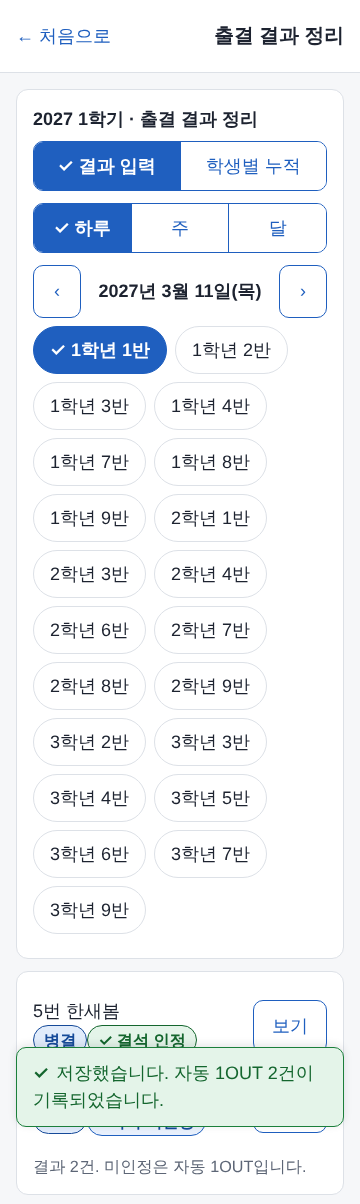 ← 처음으로
출결 결과 정리
2027 1학기 · 출결 결과 정리
✓ 결과 입력
학생별 누적
✓ 하루
주
달
‹
2027년 3월 11일(목)
›
✓ 1학년 1반
1학년 2반
1학년 3반
1학년 4반
1학년 7반
1학년 8반
1학년 9반
2학년 1반
2학년 3반
2학년 4반
2학년 6반
2학년 7반
2학년 8반
2학년 9반
3학년 2반
3학년 3반
3학년 4반
3학년 5반
3학년 6반
3학년 7반
3학년 9반
5번 한새봄
보기
병결
✓ 결석 인정
✓ 저장했습니다. 자동 1OUT 2건이
기록되었습니다.
결과 2건. 미인정은 자동 1OUT입니다.